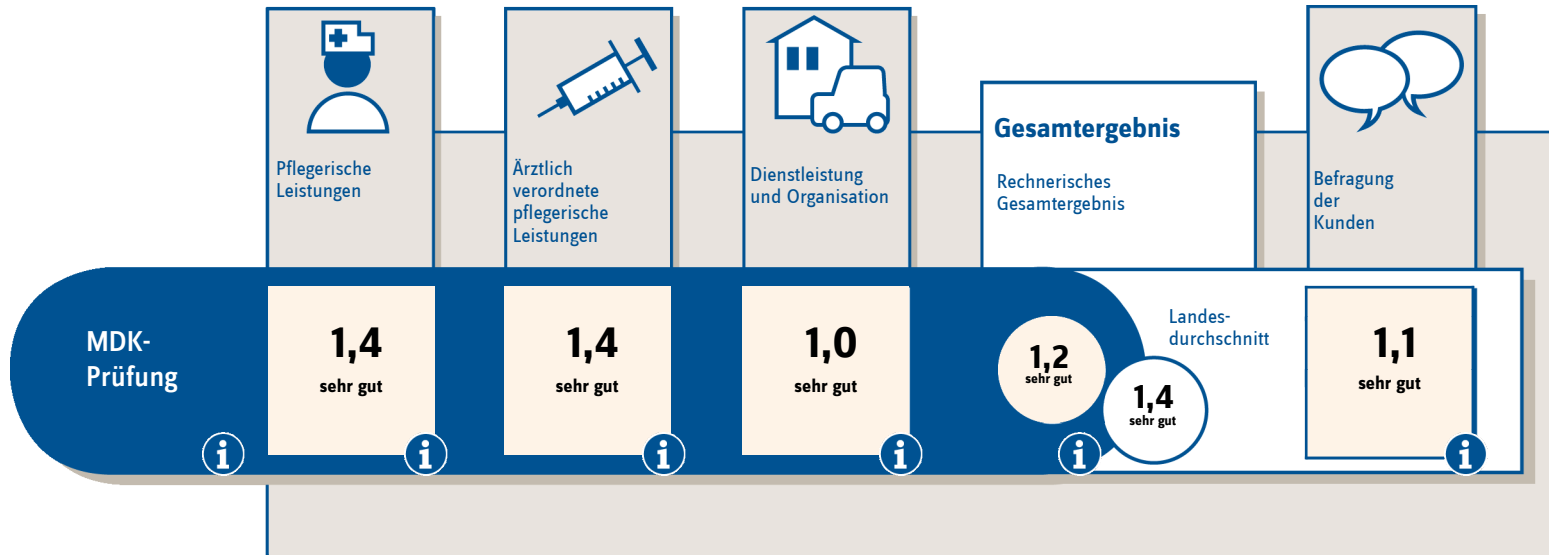 Pflegerische
Leistungen
Ärztlich
verordnete
pflegerische
Leistungen
Dienstleistung
und Organisation
Gesamtergebnis
Rechnerisches
Gesamtergebnis
Befragung
der
Kunden
MDK-
Prüfung
1,4
sehr gut
1,4
sehr gut
1,0
sehr gut
1,2
sehr gut
Landes-
durchschnitt
1,4
sehr gut
1,1
sehr gut
i
i
i
i
i
i